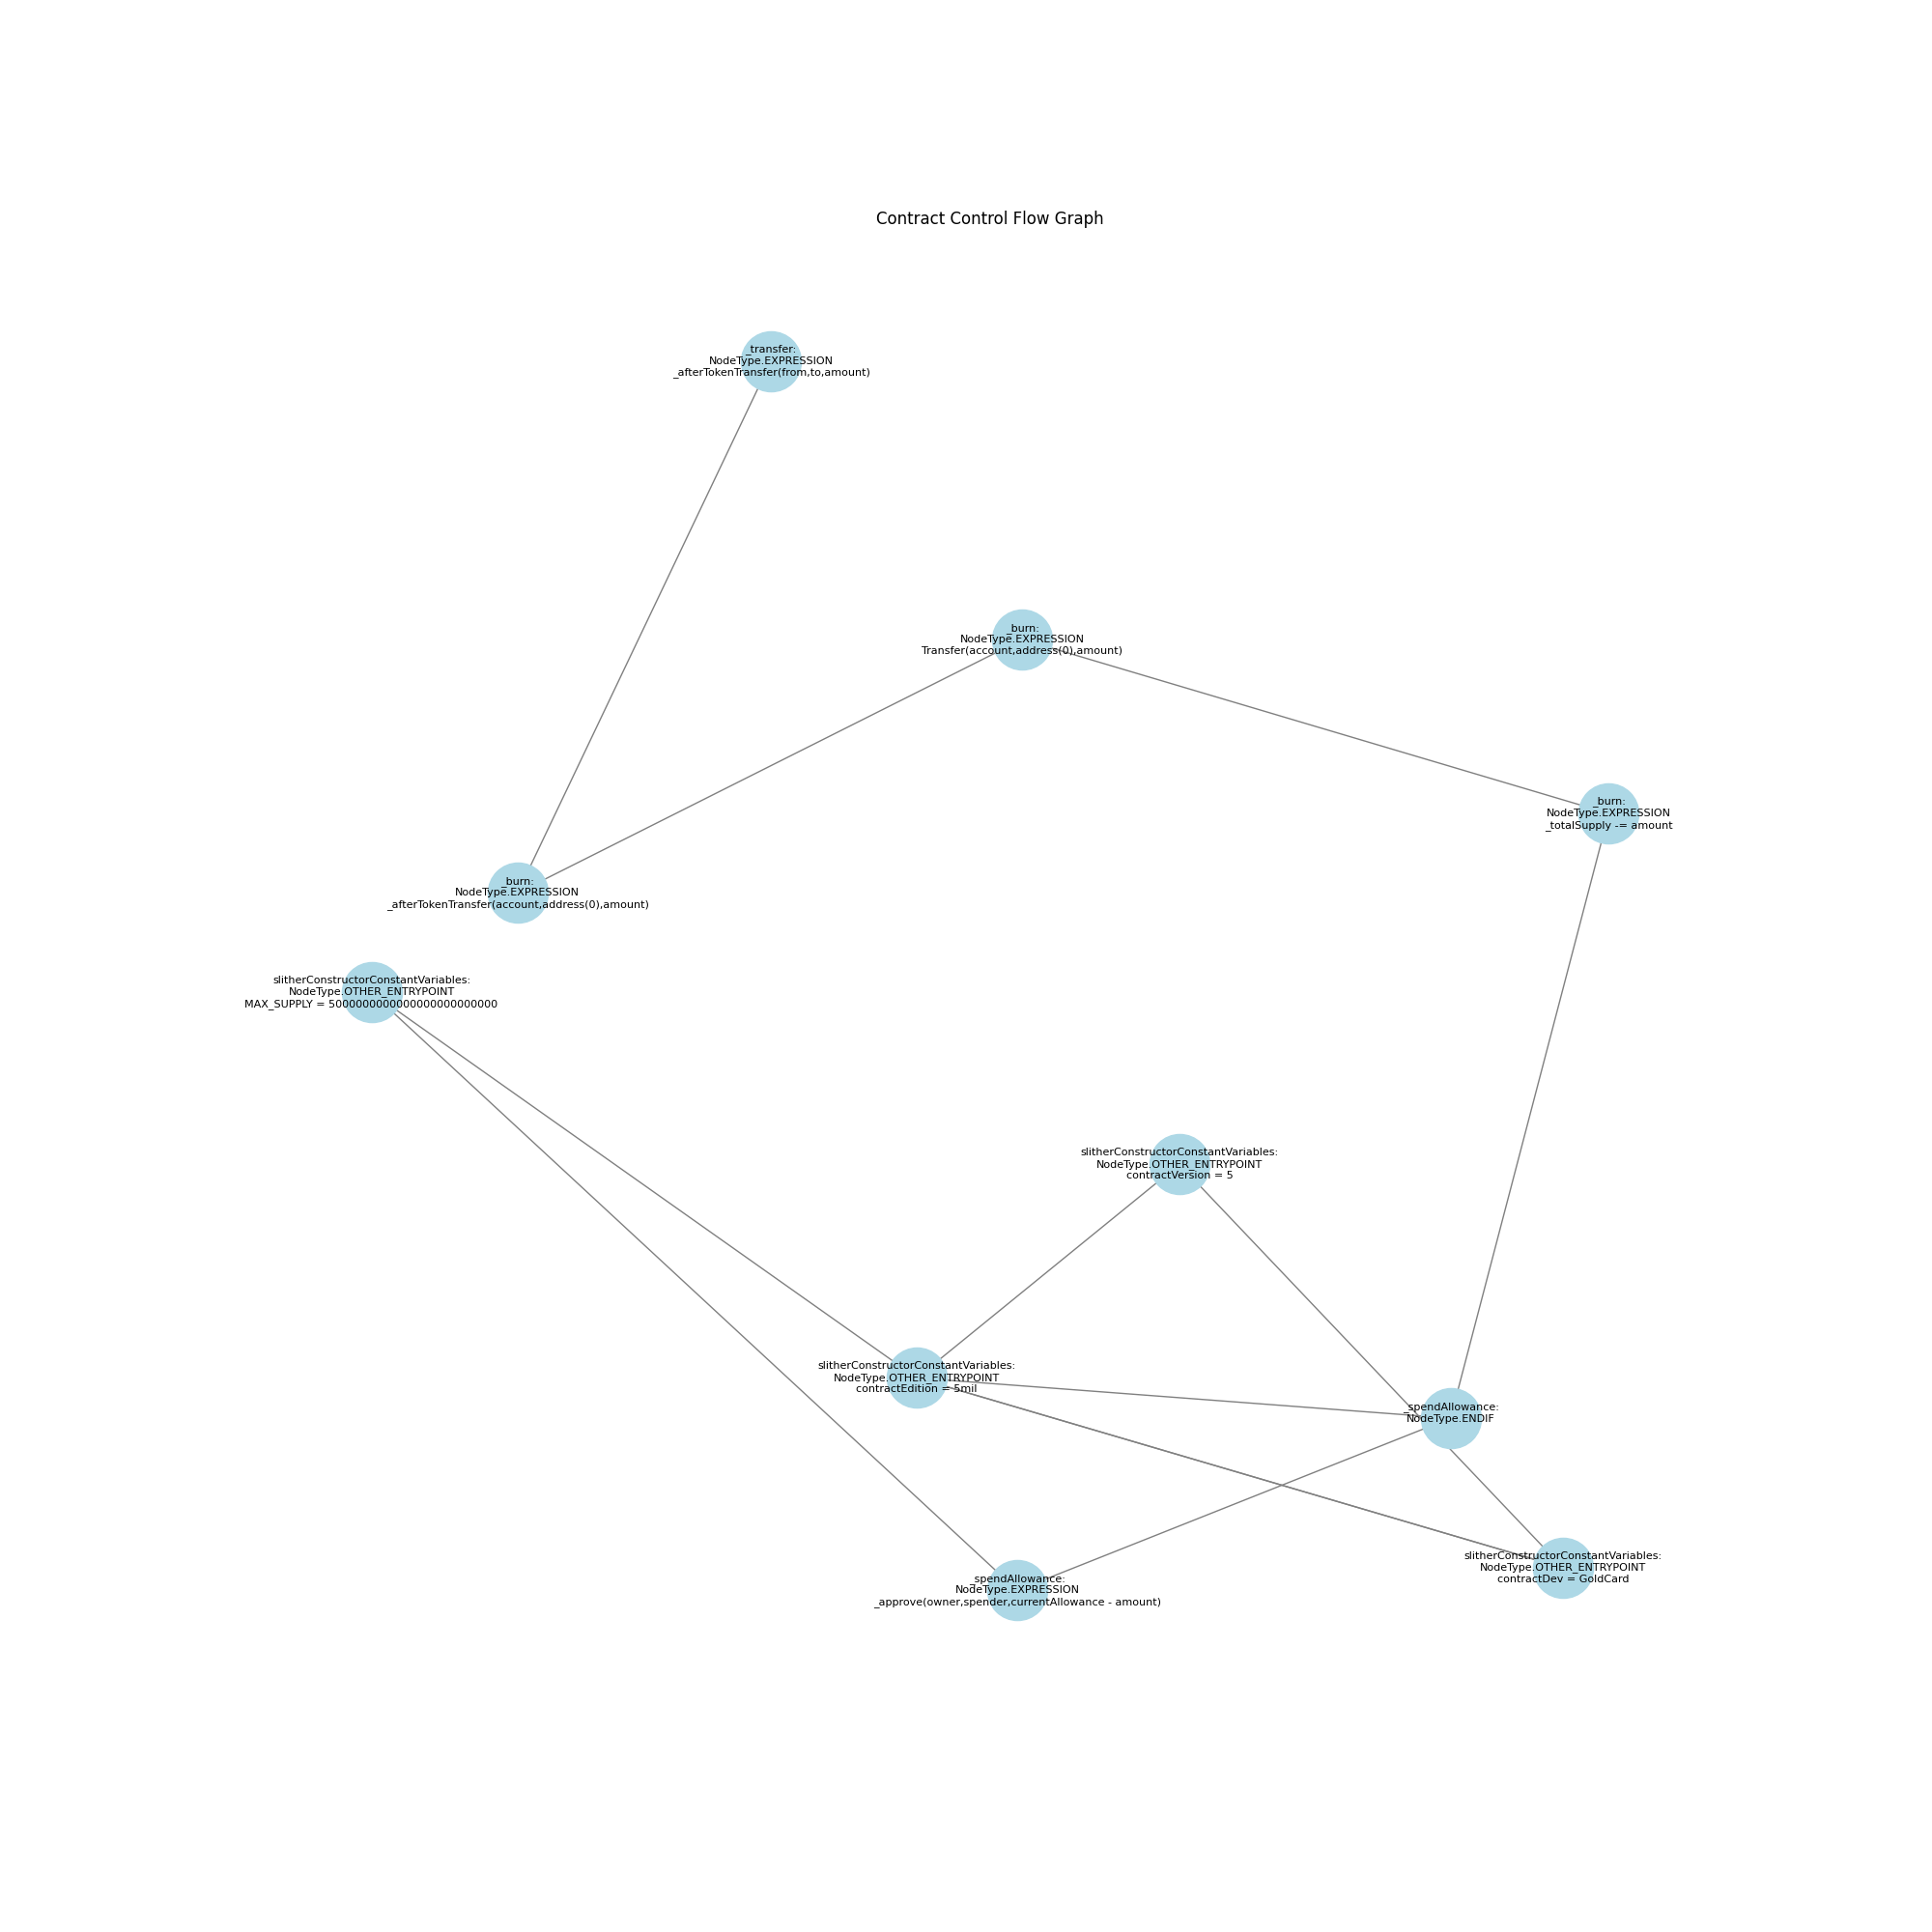 Contract Control Flow Graph
_transfer:
NodeType.EXPRESSION
_afterTokenTransfer(from,to,amount)
_burn:
NodeType.EXPRESSION
Transfer(account,address(0),amount)
_burn:
NodeType.EXPRESSION
_totalSupply -= amount
_burn:
NodeType.EXPRESSION
_afterTokenTransfer(account,address(0),amount)
slitherConstructorConstantVariables:
NodeType.OTHER_ENTRYPOINT
MAX_SUPPLY = 5000000000000000000000000
slitherConstructorConstantVariables:
NodeType.OTHER_ENTRYPOINT
contractVersion = 5
slitherConstructorConstantVariables:
NodeType.OTHER_ENTRYPOINT
contractEdition = 5mil
_spendAllowance:
NodeType.ENDIF
slitherConstructorConstantVariables:
NodeType.OTHER_ENTRYPOINT
contractDev = GoldCard
_spendAllowance:
NodeType.EXPRESSION
_approve(owner,spender,currentAllowance - amount)